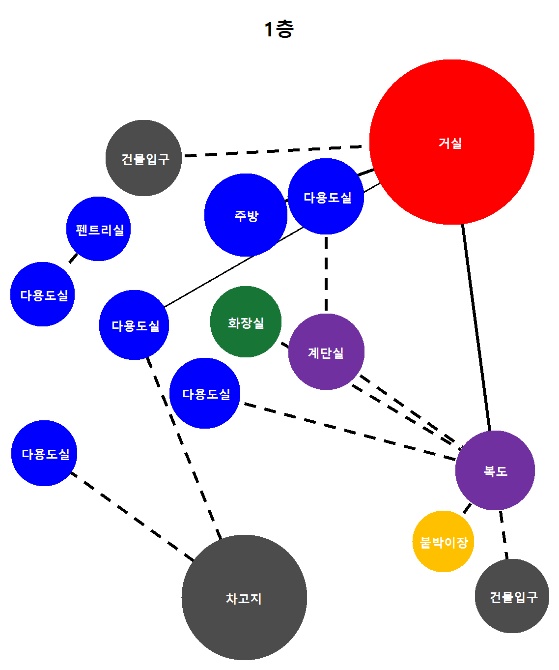 1층
거실
건물입구
다용도실
주방
펜트리실
다용도실
다용도실
화장실
계단실
다용도실
다용도실
복도
붙박이장
차고지
건물입구